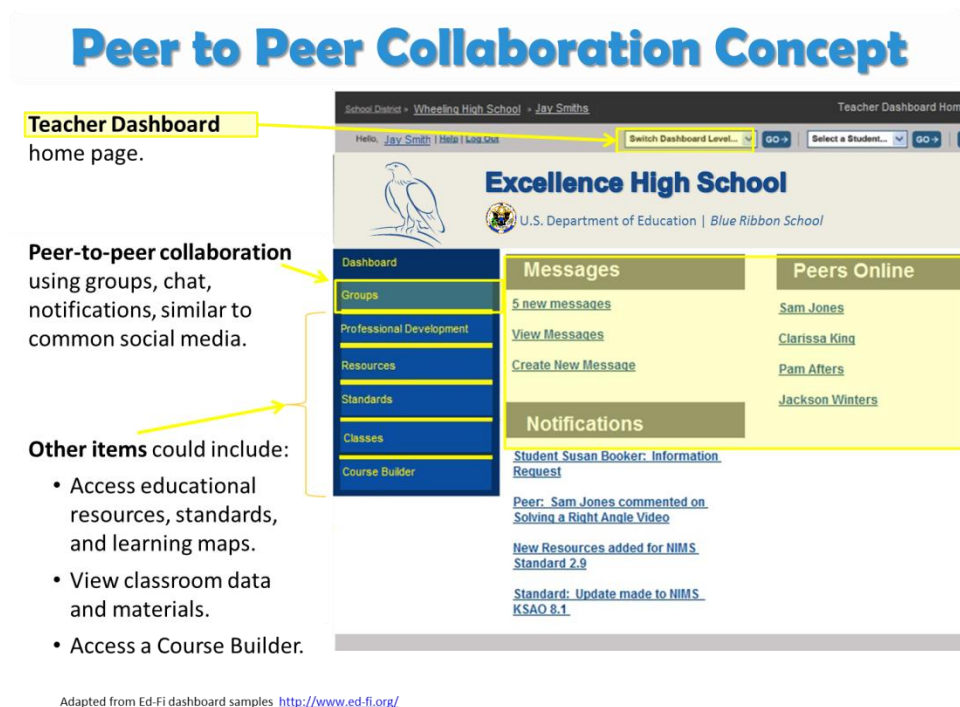 Peer to Peer Collaboration Concept
Teacher Dashboard
home page.
Peer-to-peer collaboration
using groups, chat,
notifications, similar to
common social media.
Other items could include:
• Access educational
resources, standards,
and learning maps.
• View classroom data
and materials.
• Access a Course Builder.
School District » Wheeling High School » Jay Smiths
Teacher Dashboard Hom
Hello, Jay Smith | Help | Log Out
Switch Dashboard Level... GO→ Select a Student... GO→
Excellence High School
U.S. Department of Education | Blue Ribbon School
Dashboard
Groups
Professional Development
Resources
Standards
Classes
Course Builder
Messages
5 new messages
View Messages
Create New Message
Peers Online
Sam Jones
Clarissa King
Pam Afters
Jackson Winters
Notifications
Student Susan Booker: Information
Request
Peer: Sam Jones commented on
Solving a Right Angle Video
New Resources added for NIMS
Standard 2.9
Standard: Update made to NIMS
KSAO 8.1
Adapted from Ed-Fi dashboard samples http://www.ed-fi.org/